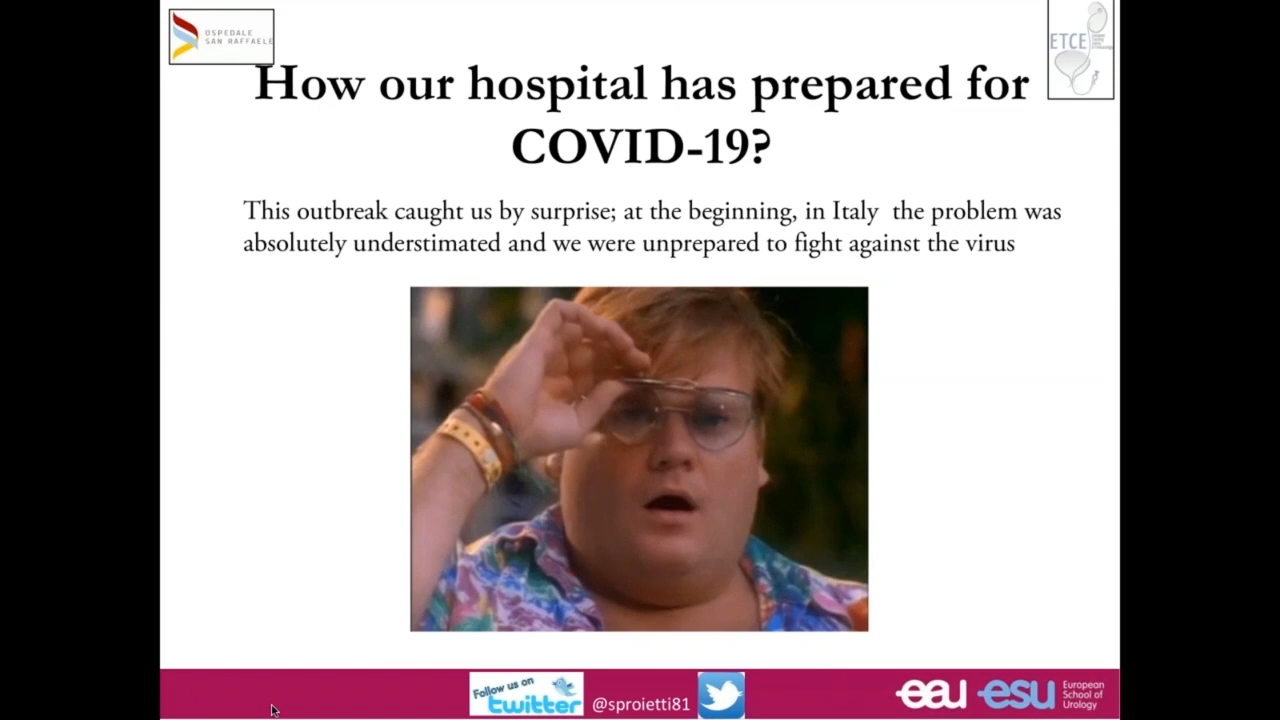 OSPEDALE
SAN RAFFAELE
ETCE
How our hospital has prepared for
COVID-19?
This outbreak caught us by surprise; at the beginning, in Italy the problem was
absolutely understimated and we were unprepared to fight against the virus
Follow us on
twitter
@sproietti81
eau esu
European
School of
Urology